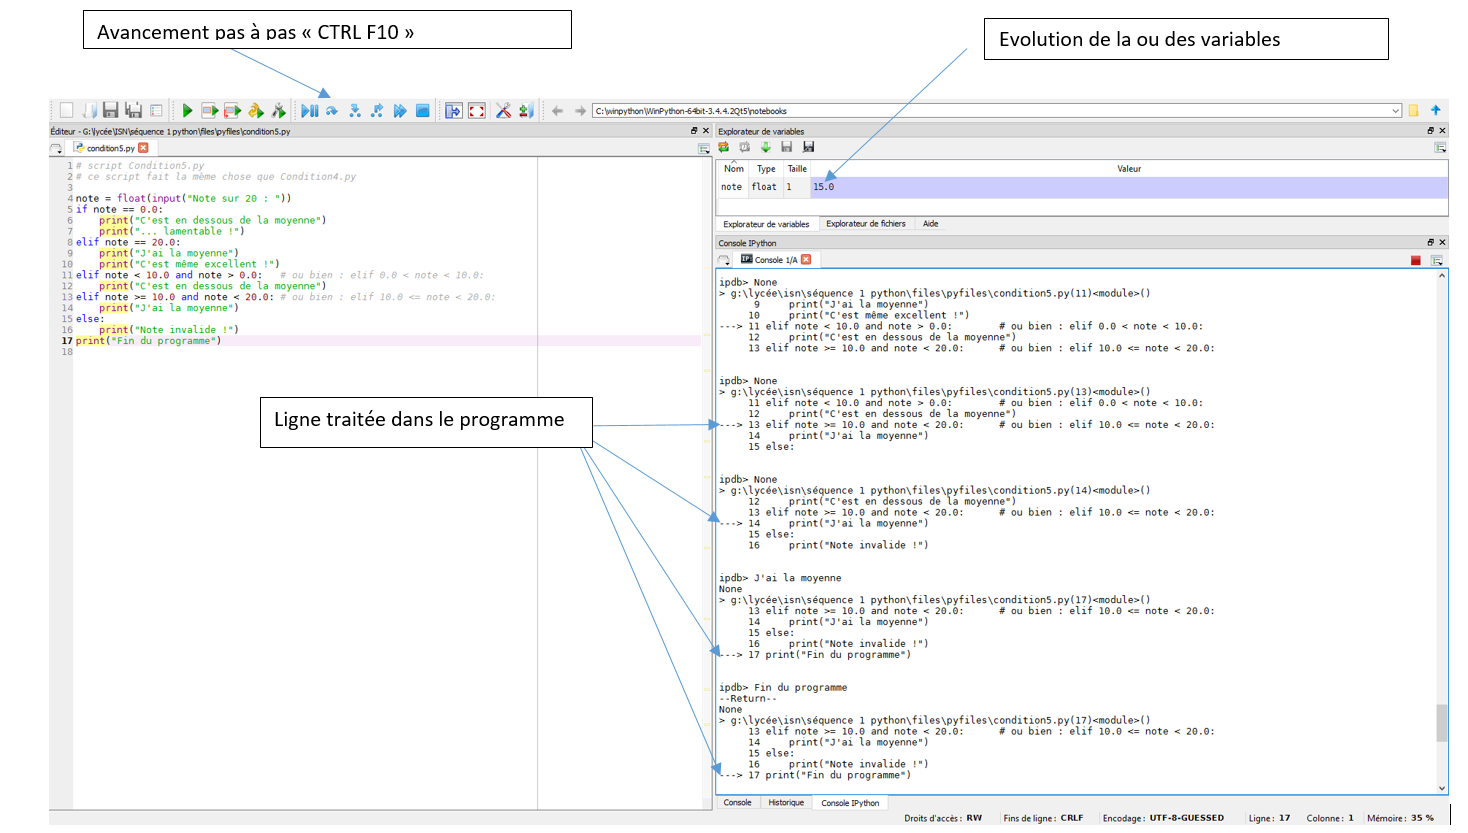 Avancement pas à pas « CTRL F10 »
Evolution de la ou des variables
C:\winpython\WinPython-64bit-3.4.4.2Qt5\notebooks
Éditeur - G:\lycée\ISN\séquence 1 python\files\pyfiles\condition5.py
condition5.py
1 # script Condition5.py
2 # ce script fait la même chose que Condition4.py
3
4 note = float(input("Note sur 20 : "))
5 if note == 0.0:
6     print("C'est en dessous de la moyenne")
7     print("... lamentable !")
8 elif note == 20.0:
9     print("J'ai la moyenne")
10     print("C'est même excellent !")
11 elif note < 10.0 and note > 0.0:   # ou bien : elif 0.0 < note < 10.0:
12     print("C'est en dessous de la moyenne")
13 elif note >= 10.0 and note < 20.0: # ou bien : elif 10.0 <= note < 20.0:
14     print("J'ai la moyenne")
15 else:
16     print("Note invalide !")
17 print("Fin du programme")
18
Ligne traitée dans le programme
Explorateur de variables
Nom Type Taille Valeur
note float 1 15.0
Explorateur de variables Explorateur de fichiers Aide
Console IPython
IP: Console 1/A
ipdb> None
> g:\lycée\isn\séquence 1 python\files\pyfiles\condition5.py(11)<module>()
9     print("J'ai la moyenne")
10     print("C'est même excellent !")
---> 11 elif note < 10.0 and note > 0.0:        # ou bien : elif 0.0 < note < 10.0:
12     print("C'est en dessous de la moyenne")
13 elif note >= 10.0 and note < 20.0:      # ou bien : elif 10.0 <= note < 20.0:
ipdb> None
> g:\lycée\isn\séquence 1 python\files\pyfiles\condition5.py(13)<module>()
11 elif note < 10.0 and note > 0.0:        # ou bien : elif 0.0 < note < 10.0:
12     print("C'est en dessous de la moyenne")
---> 13 elif note >= 10.0 and note < 20.0:      # ou bien : elif 10.0 <= note < 20.0:
14     print("J'ai la moyenne")
15 else:
ipdb> None
> g:\lycée\isn\séquence 1 python\files\pyfiles\condition5.py(14)<module>()
12     print("C'est en dessous de la moyenne")
13 elif note >= 10.0 and note < 20.0:      # ou bien : elif 10.0 <= note < 20.0:
---> 14     print("J'ai la moyenne")
15 else:
16     print("Note invalide !")
ipdb> J'ai la moyenne
None
> g:\lycée\isn\séquence 1 python\files\pyfiles\condition5.py(17)<module>()
13 elif note >= 10.0 and note < 20.0:      # ou bien : elif 10.0 <= note < 20.0:
14     print("J'ai la moyenne")
15 else:
16     print("Note invalide !")
---> 17 print("Fin du programme")
ipdb> Fin du programme
--Return--
None
> g:\lycée\isn\séquence 1 python\files\pyfiles\condition5.py(17)<module>()
13 elif note >= 10.0 and note < 20.0:      # ou bien : elif 10.0 <= note < 20.0:
14     print("J'ai la moyenne")
15 else:
16     print("Note invalide !")
---> 17 print("Fin du programme")
Console Historique Console IPython
Droits d'accès : RW Fins de ligne : CRLF Encodage : UTF-8-GUESSED Ligne : 17 Colonne : 1 Mémoire : 35 %